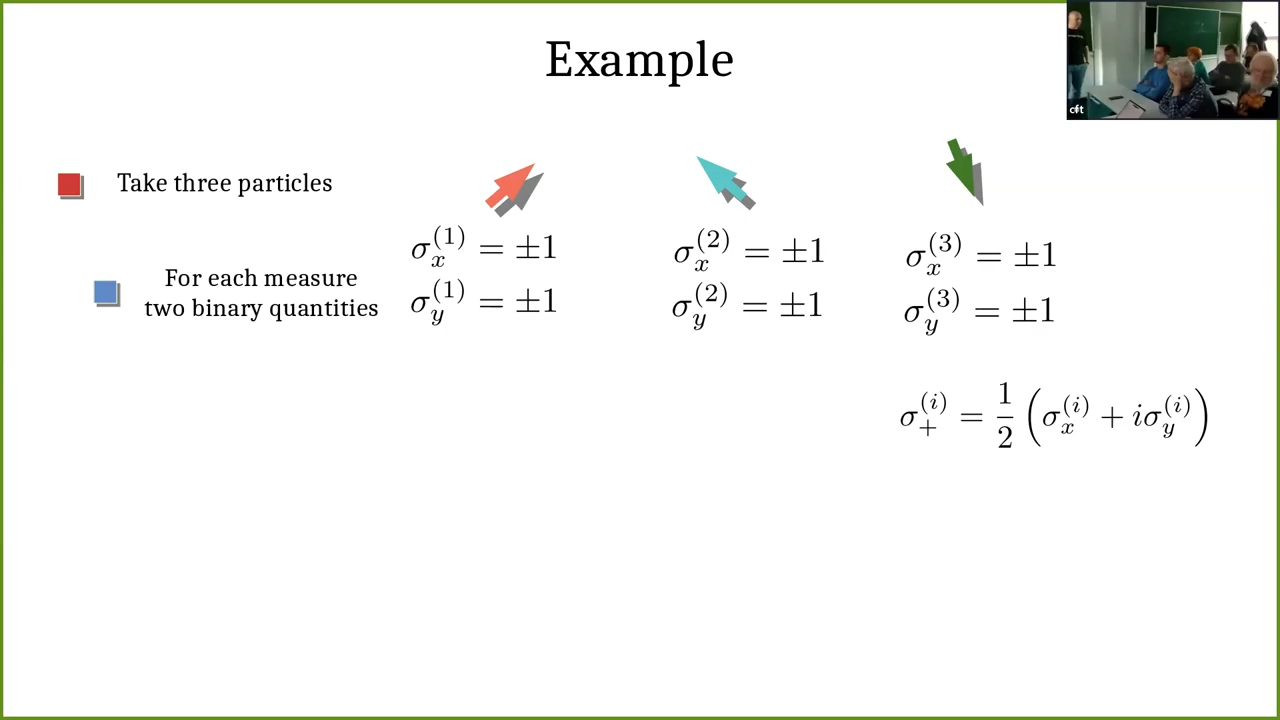 Example
Take three particles
For each measure
two binary quantities
σ_x^(1) = ±1
σ_y^(1) = ±1
σ_x^(2) = ±1
σ_y^(2) = ±1
σ_x^(3) = ±1
σ_y^(3) = ±1
σ_+^(i) = 1/2 (σ_x^(i) + iσ_y^(i))
cft